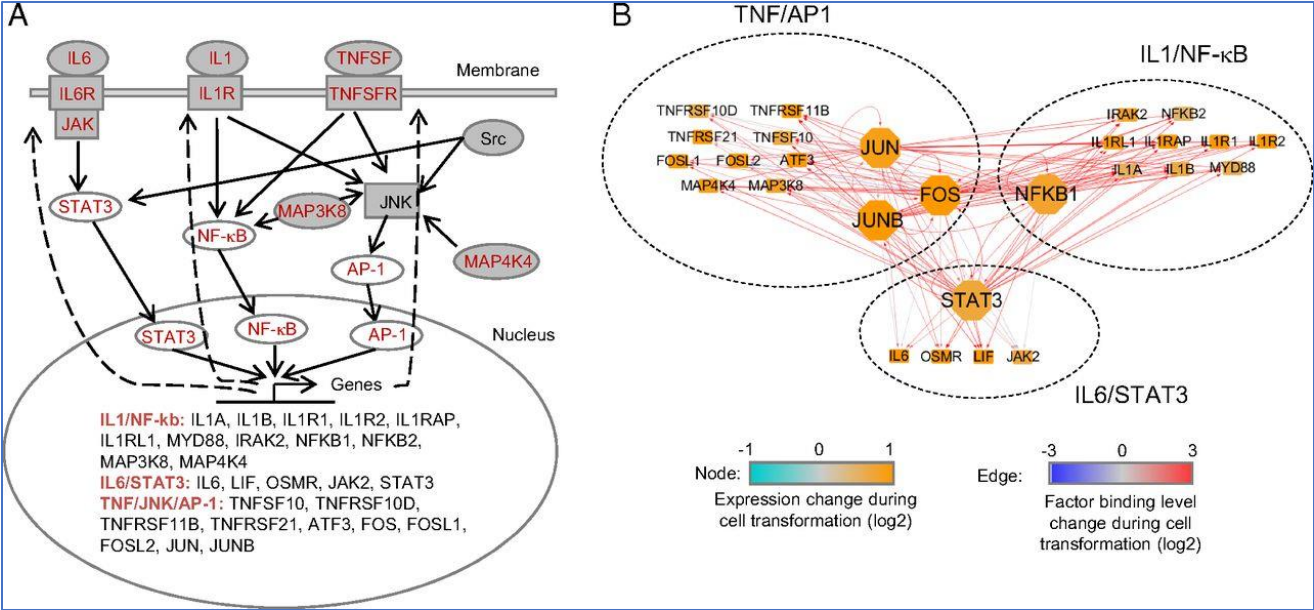 A
IL6
IL1
TNFSF
Membrane
IL6R
IL1R
TNFSFR
JAK
Src
STAT3
MAP3K8
JNK
NF-κB
AP-1
MAP4K4
Nucleus
STAT3
NF-κB
AP-1
Genes
IL1/NF-kb: IL1A, IL1B, IL1R1, IL1R2, IL1RAP,
IL1RL1, MYD88, IRAK2, NFKB1, NFKB2,
MAP3K8, MAP4K4
IL6/STAT3: IL6, LIF, OSMR, JAK2, STAT3
TNF/JNK/AP-1: TNFSF10, TNFRSF10D,
TNFRSF11B, TNFRSF21, ATF3, FOS, FOSL1,
FOSL2, JUN, JUNB
B
TNF/AP1
IL1/NF-κB
TNFRSF10D TNFRSF11B
TNFRSF21 TNFSF10
FOSL1 FOSL2 ATF3
MAP4K4 MAP3K8
JUN
FOS
JUNB
NFKB1
IRAK2 NFKB2
IL1RL1 IL1RAP IL1R1 IL1R2
IL1A IL1B MYD88
STAT3
IL6 OSMR LIF JAK2
IL6/STAT3
-1 0 1
Node:
Expression change during
cell transformation (log2)
-3 0 3
Edge:
Factor binding level
change during cell
transformation (log2)